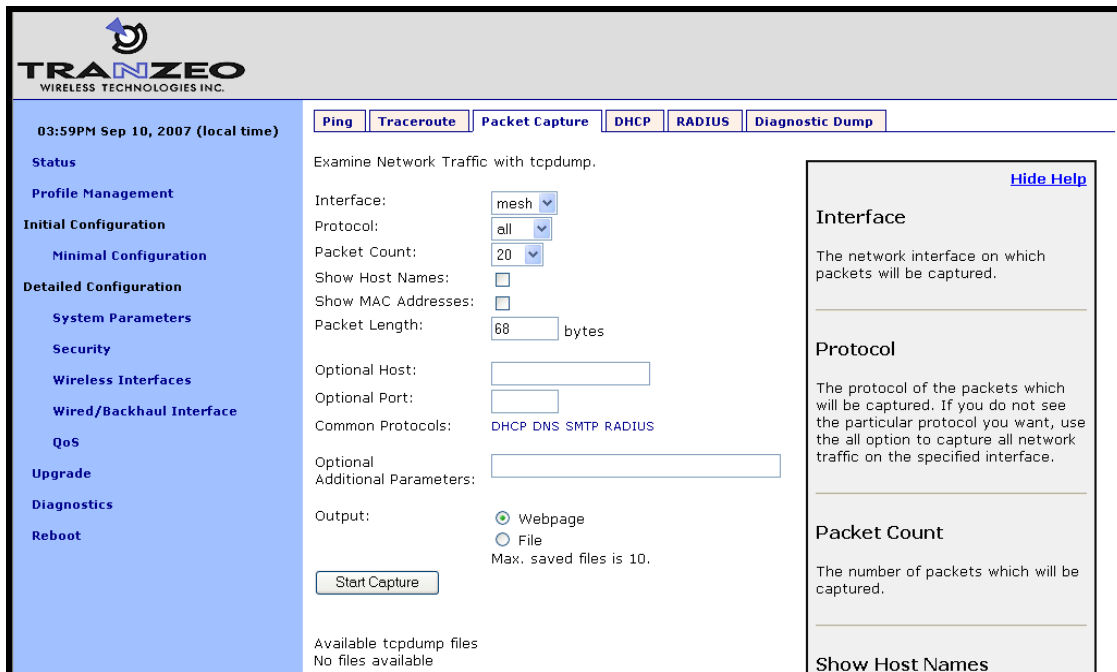 TRANZEO
WIRELESS TECHNOLOGIES INC.
03:59PM Sep 10, 2007 (local time)
Status
Profile Management
Initial Configuration
Minimal Configuration
Detailed Configuration
System Parameters
Security
Wireless Interfaces
Wired/Backhaul Interface
QoS
Upgrade
Diagnostics
Reboot
Ping
Traceroute
Packet Capture
DHCP
RADIUS
Diagnostic Dump
Examine Network Traffic with tcpdump.
Interface: mesh
Protocol: all
Packet Count: 20
Show Host Names:
Show MAC Addresses:
Packet Length: 68 bytes
Optional Host:
Optional Port:
Common Protocols: DHCP DNS SMTP RADIUS
Optional
Additional Parameters:
Output: Webpage
File
Max. saved files is 10.
Start Capture
Available tcpdump files
No files available
Hide Help
Interface
The network interface on which
packets will be captured.
Protocol
The protocol of the packets which
will be captured. If you do not see
the particular protocol you want, use
the all option to capture all network
traffic on the specified interface.
Packet Count
The number of packets which will be
captured.
Show Host Names